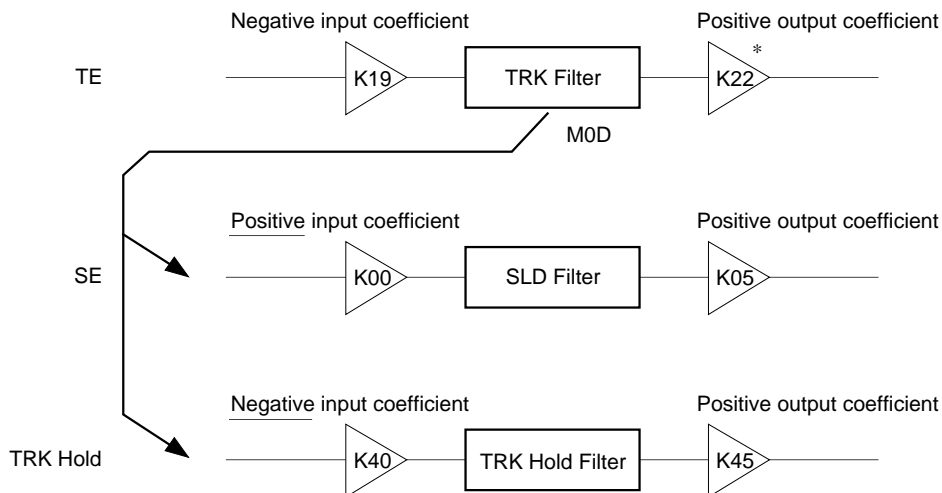 Negative input coefficient
Positive output coefficient
*
TE
K19
TRK Filter
K22
M0D
Positive input coefficient
Positive output coefficient
SE
K00
SLD Filter
K05
Negative input coefficient
Positive output coefficient
TRK Hold
K40
TRK Hold Filter
K45